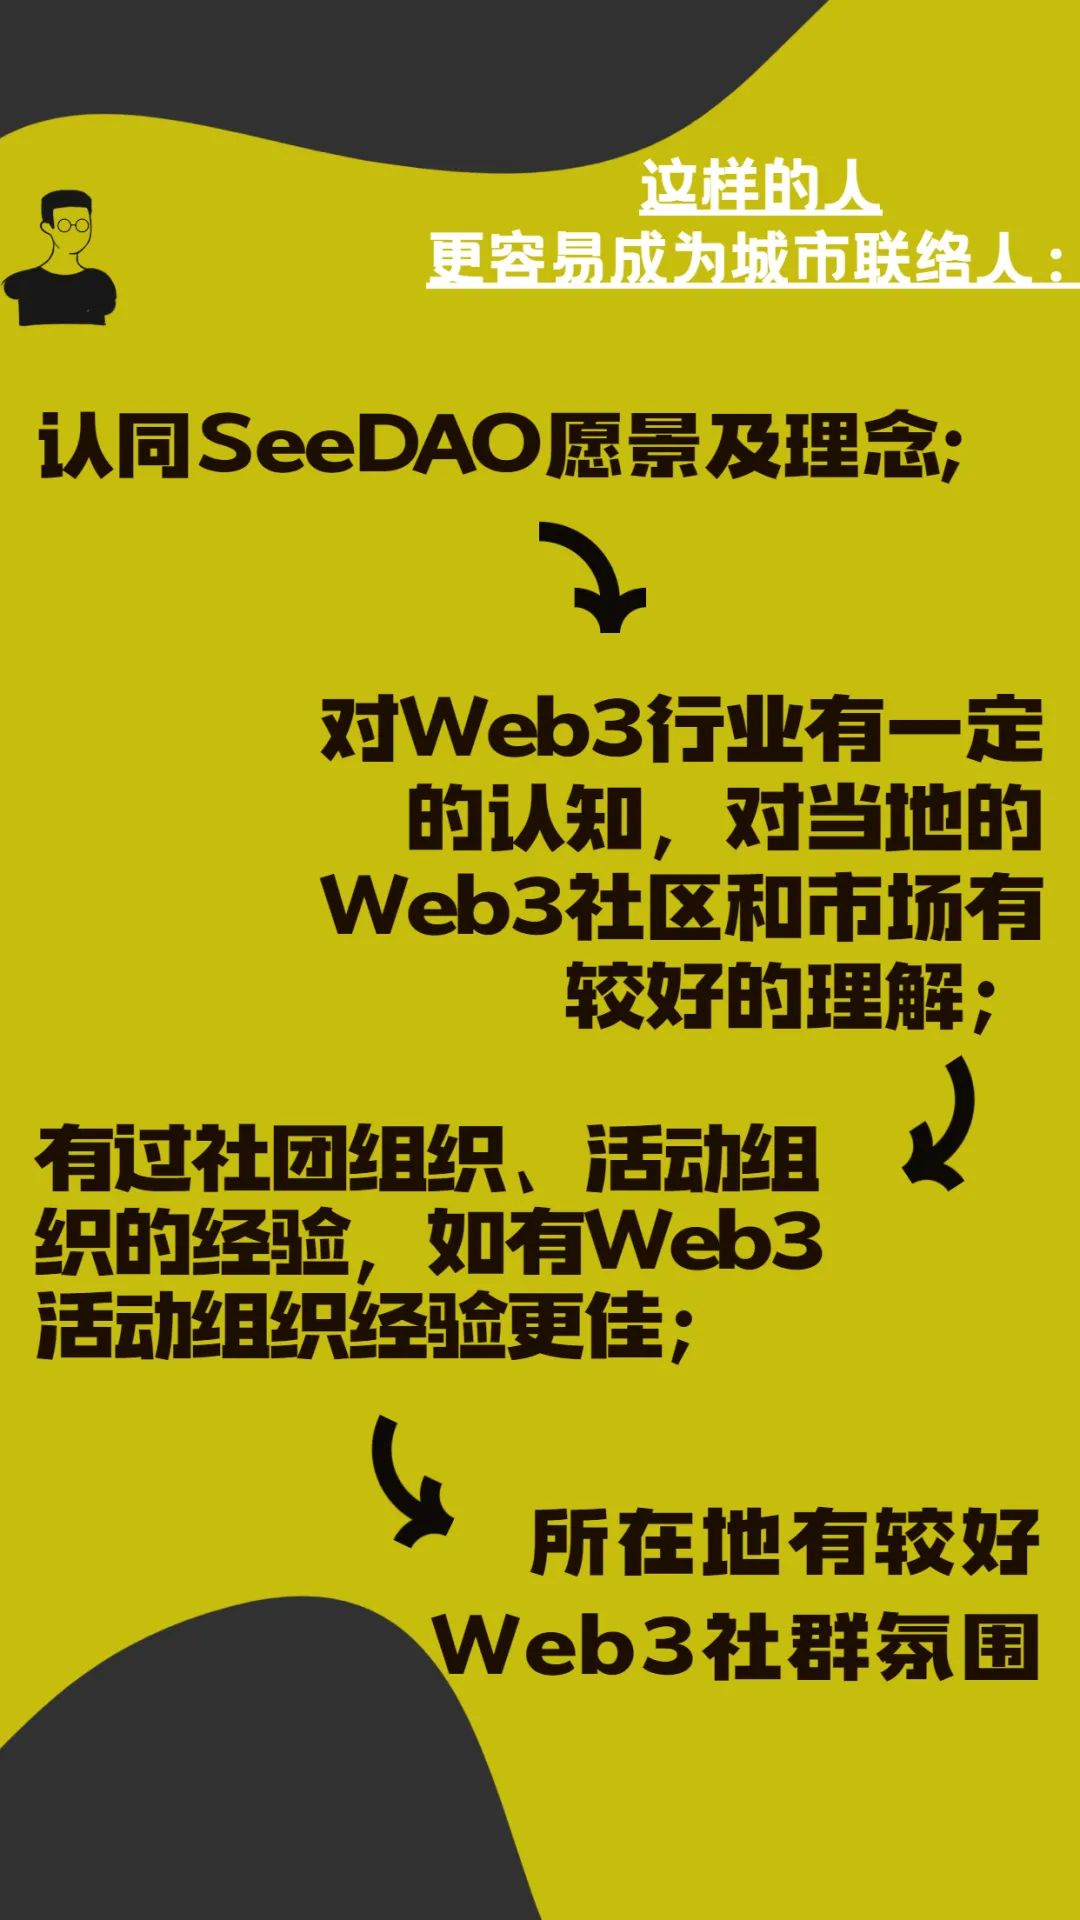 这样的人
更容易成为城市联络人：
认同SeeDAO愿景及理念;
对Web3行业有一定
的认知，对当地的
Web3社区和市场有
较好的理解；
有过社团组织、活动组
织的经验，如有Web3
活动组织经验更佳；
所在地有较好
Web3社群氛围